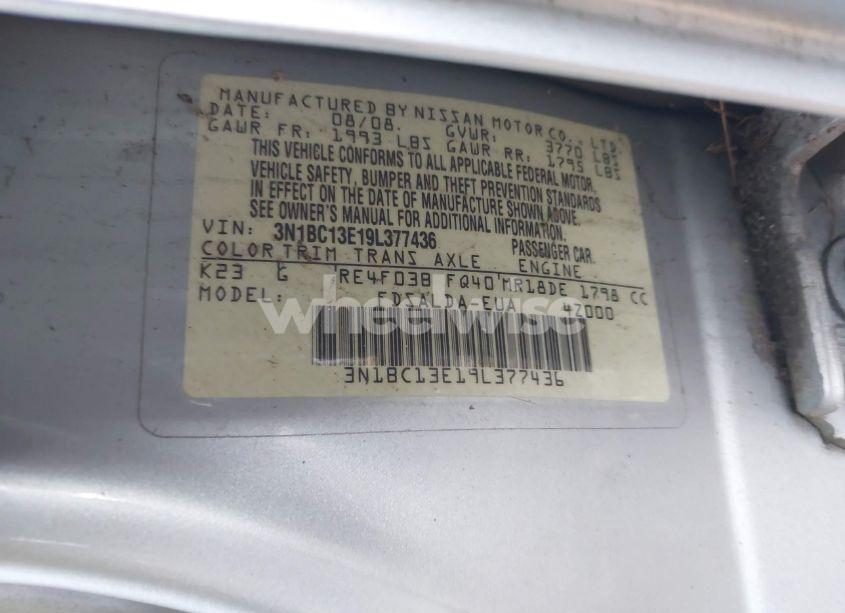 MANUFACTURED BY NISSAN MOTOR CO., LTD.
DATE: 08/08. GVWR: 3770 LBS
GAWR FR: 1993 LBS GAWR RR: 1795 LBS
THIS VEHICLE CONFORMS TO ALL APPLICABLE FEDERAL MOTOR
VEHICLE SAFETY, BUMPER AND THEFT PREVENTION STANDARDS
IN EFFECT ON THE DATE OF MANUFACTURE SHOWN ABOVE.
SEE OWNER'S MANUAL FOR ADDITIONAL INFORMATION.
VIN: 3N1BC13E19L377436 PASSENGER CAR.
COLOR TRIM TRANS AXLE ENGINE
K23 G RE4F03B FQ40 MR18DE 1798 CC
MODEL: FDSALDA-EUA 4Z000
wheelwise
3N1BC13E19L377436